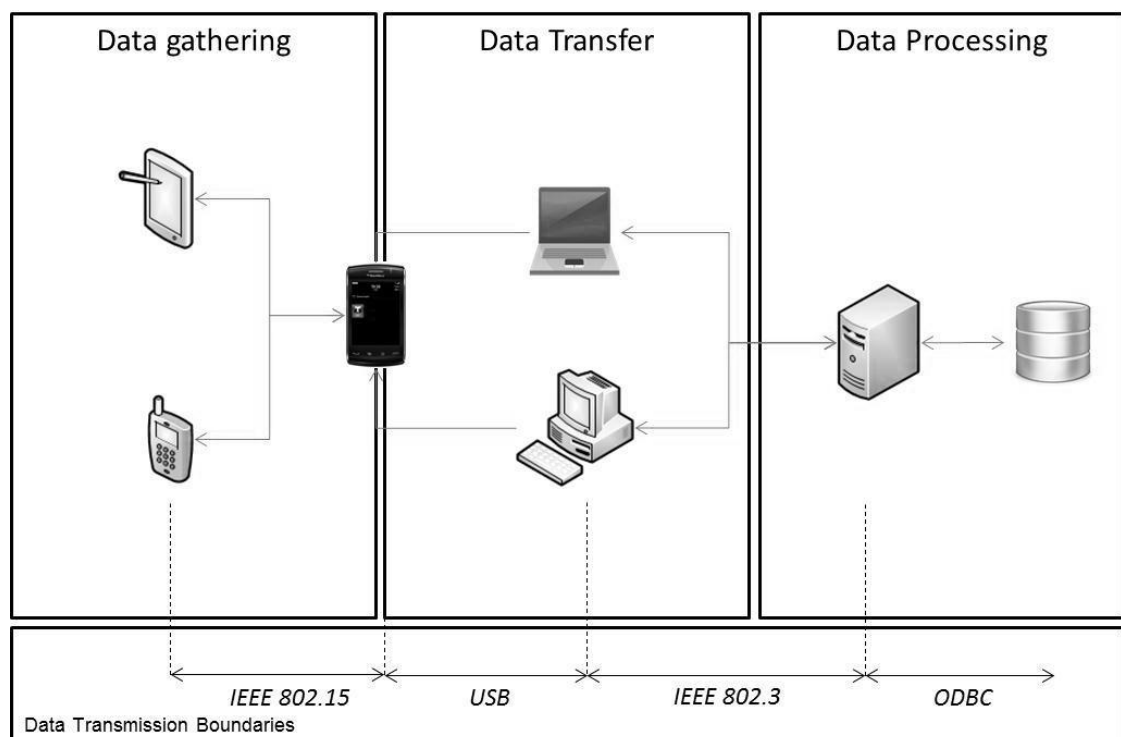 Data gathering
Data Transfer
Data Processing
IEEE 802.15
USB
IEEE 802.3
ODBC
Data Transmission Boundaries